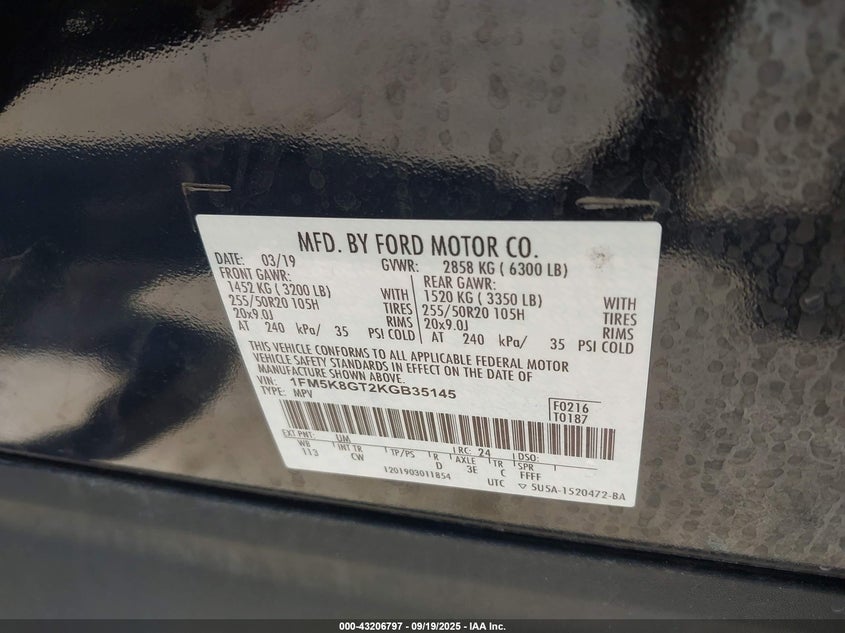 MFD. BY FORD MOTOR CO.
DATE: 03/19 GVWR: 2858 KG ( 6300 LB)
FRONT GAWR: REAR GAWR:
1452 KG ( 3200 LB) WITH 1520 KG ( 3350 LB) WITH
255/50R20 105H TIRES 255/50R20 105H TIRES
20x9.0J RIMS 20x9.0J RIMS
AT 240 kPa/ 35 PSI COLD AT 240 kPa/ 35 PSI COLD
THIS VEHICLE CONFORMS TO ALL APPLICABLE FEDERAL MOTOR
VEHICLE SAFETY STANDARDS IN EFFECT ON THE DATE OF
MANUFACTURE SHOWN ABOVE.
VIN: 1FM5K8GT2KGB35145
TYPE: MPV
F0216
T0187
EXT PNT: UM RC: 24 DSO:
WB INT TR TP/PS R AXLE TR SPR
113 CW D 3E C FFFF
1201903011854 UTC ▽ 5U5A-1520472-BA
000-43206797 - 09/19/2025 - IAA Inc.